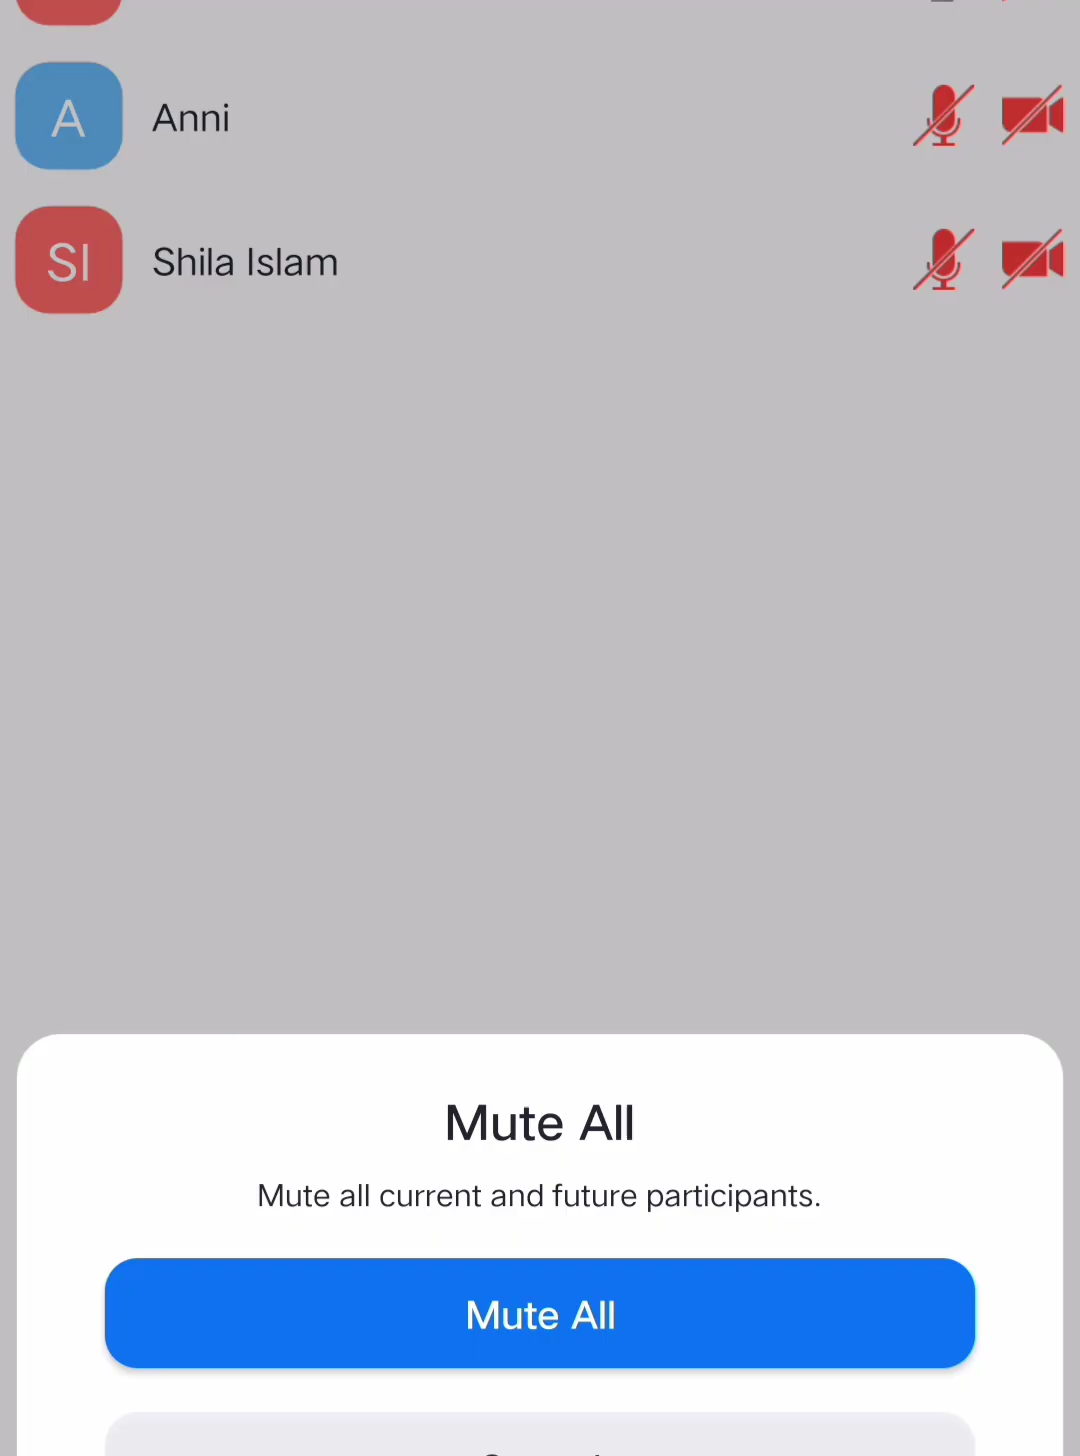 A
Anni
SI
Shila Islam
Mute All
Mute all current and future participants.
Mute All